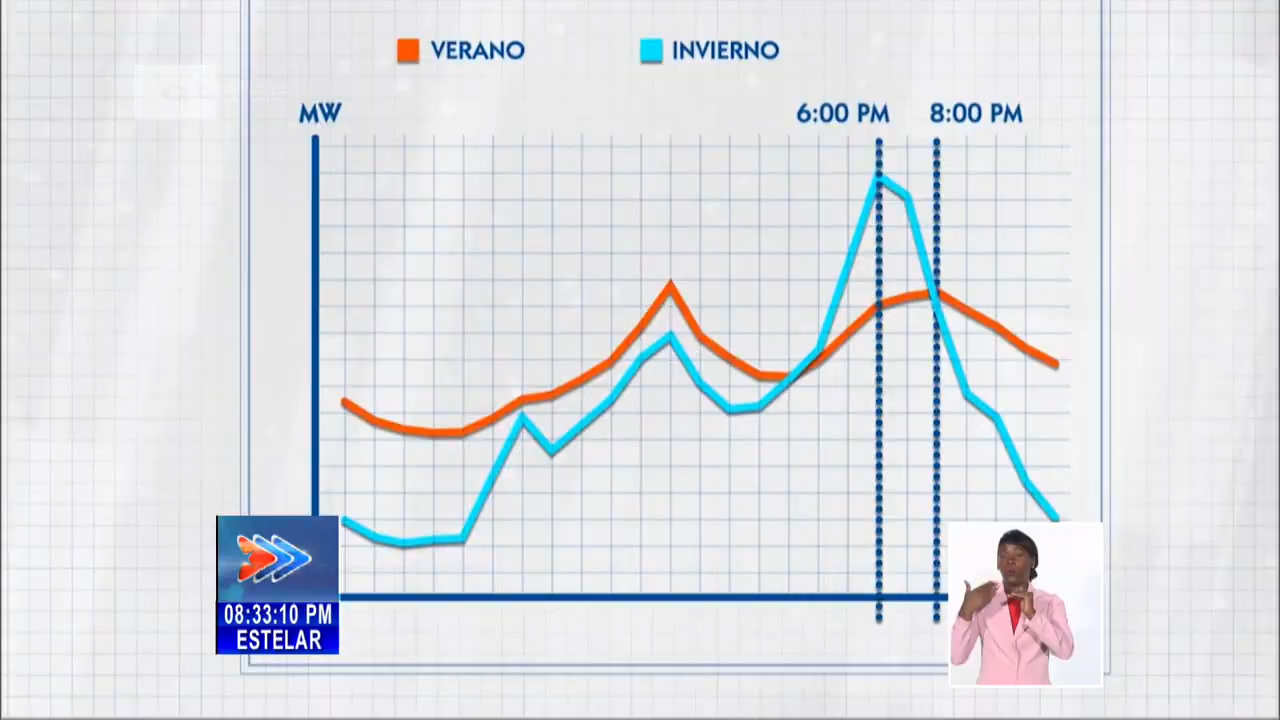 VERANO
INVIERNO
MW
6:00 PM
8:00 PM
08:33:10 PM
ESTELAR